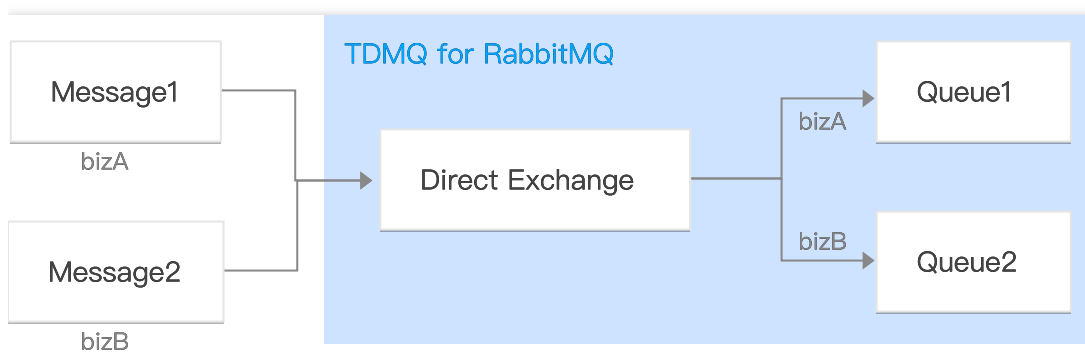 TDMQ for RabbitMQ
Message1
bizA
Message2
bizB
Direct Exchange
bizA
Queue1
bizB
Queue2